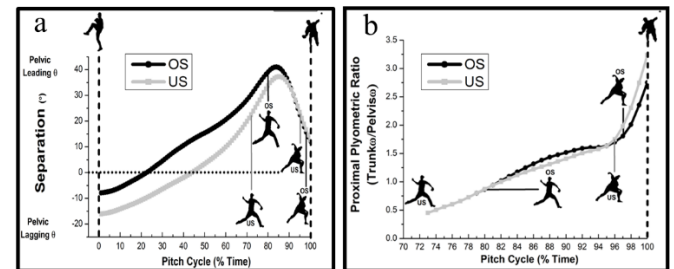 a
OS
US
Pelvic
Leading θ
40
30
20
10
0
-10
-20
Pelvic
Lagging θ
Separation (°)
OS
US
US
OS
0 10 20 30 40 50 60 70 80 90 100
Pitch Cycle (% Time)
b
OS
US
3.5
3.0
2.5
2.0
1.5
1.0
0.5
0.0
Proximal Plyometric Ratio
(Trunkω/Pelvisω)
OS
US
OS
US
70 72 74 76 78 80 82 84 86 88 90 92 94 96 98 100
Pitch Cycle (% Time)